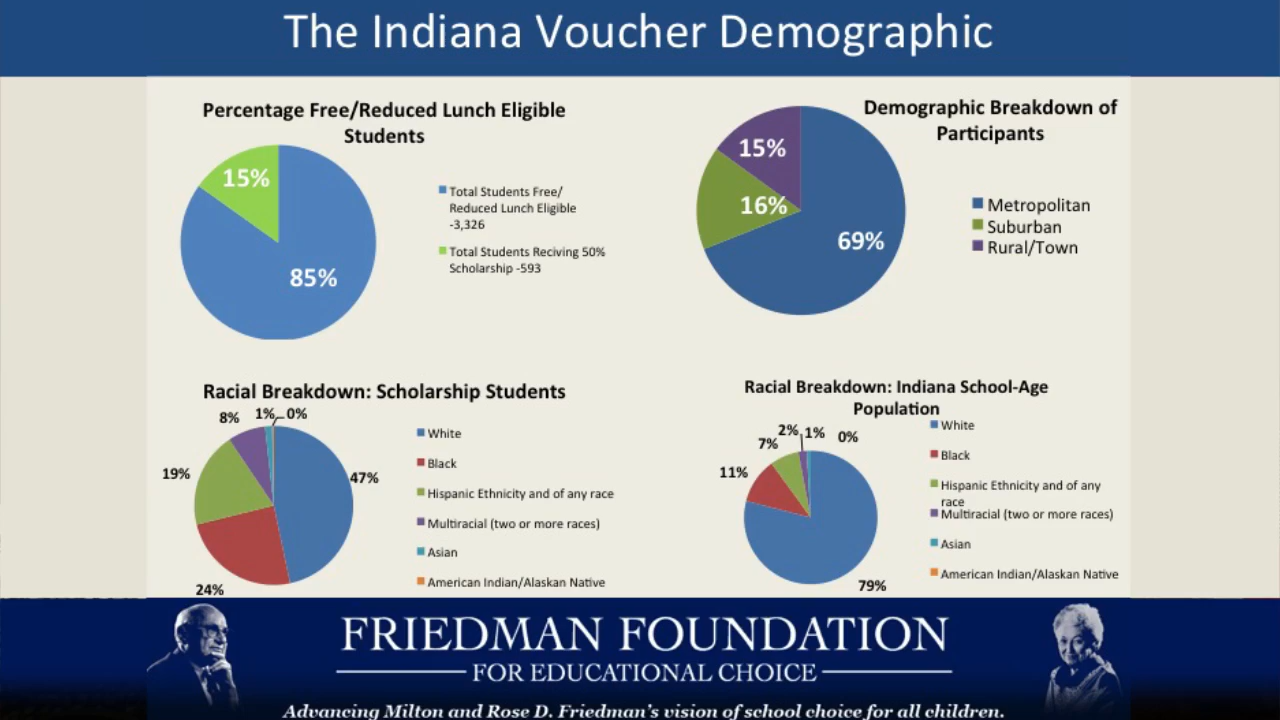 The Indiana Voucher Demographic
Percentage Free/Reduced Lunch Eligible
Students
15%
85%
Total Students Free/
Reduced Lunch Eligible
-3,326
Total Students Reciving 50%
Scholarship -593
Demographic Breakdown of
Participants
15%
16%
69%
Metropolitan
Suburban
Rural/Town
Racial Breakdown: Scholarship Students
8%
1%
0%
19%
47%
24%
White
Black
Hispanic Ethnicity and of any race
Multiracial (two or more races)
Asian
American Indian/Alaskan Native
Racial Breakdown: Indiana School-Age
Population
2%
1%
0%
7%
11%
79%
White
Black
Hispanic Ethnicity and of any
race
Multiracial (two or more races)
Asian
American Indian/Alaskan Native
FRIEDMAN FOUNDATION
FOR EDUCATIONAL CHOICE
Advancing Milton and Rose D. Friedman's vision of school choice for all children.